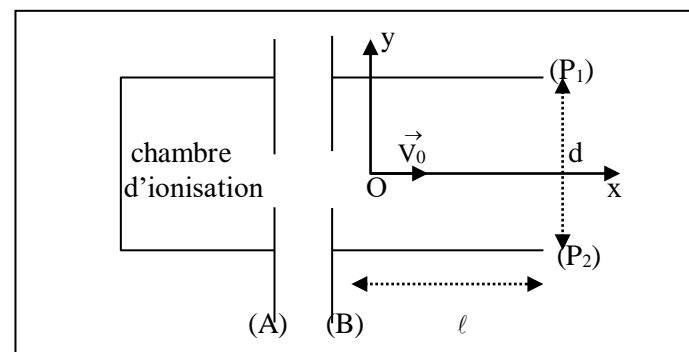 y
(P1)
chambre
d'ionisation
V0
d
O
x
(P2)
(A)
(B)
ℓ